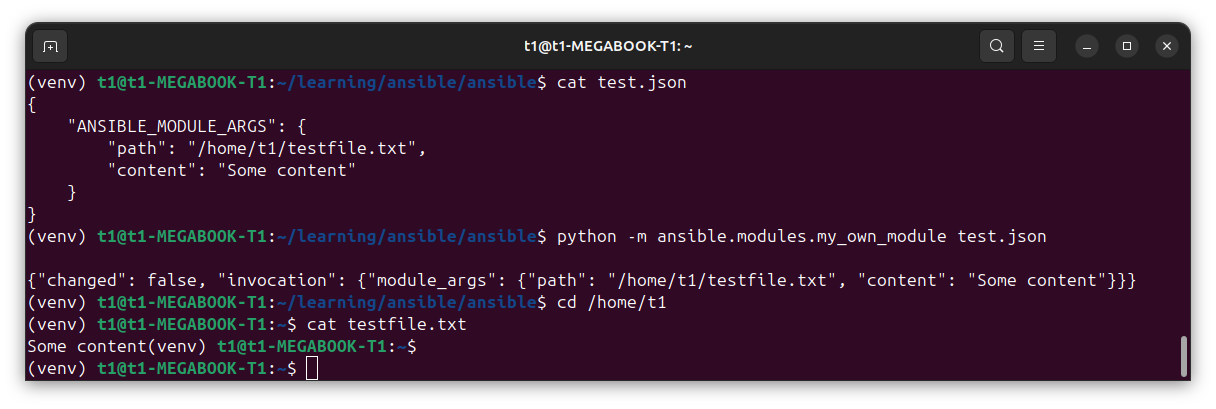 t1@t1-MEGABOOK-T1: ~
(venv) t1@t1-MEGABOOK-T1:~/learning/ansible/ansible$ cat test.json
{
    "ANSIBLE_MODULE_ARGS": {
        "path": "/home/t1/testfile.txt",
        "content": "Some content"
    }
}
(venv) t1@t1-MEGABOOK-T1:~/learning/ansible/ansible$ python -m ansible.modules.my_own_module test.json

{"changed": false, "invocation": {"module_args": {"path": "/home/t1/testfile.txt", "content": "Some content"}}}
(venv) t1@t1-MEGABOOK-T1:~/learning/ansible/ansible$ cd /home/t1
(venv) t1@t1-MEGABOOK-T1:~$ cat testfile.txt
Some content(venv) t1@t1-MEGABOOK-T1:~$
(venv) t1@t1-MEGABOOK-T1:~$